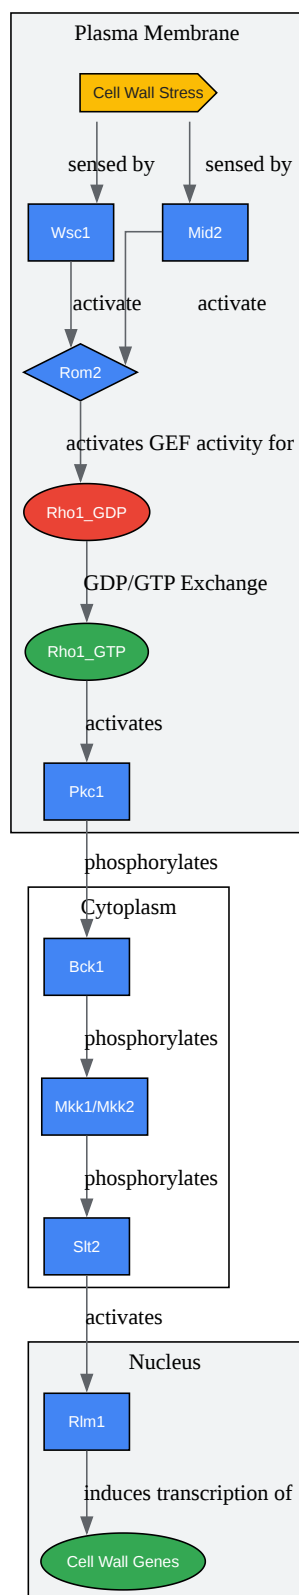 Plasma Membrane
Cell Wall Stress
sensed by
sensed by
Wsc1
Mid2
activate
activate
Rom2
activates GEF activity for
Rho1_GDP
GDP/GTP Exchange
Rho1_GTP
activates
Pkc1
phosphorylates
Cytoplasm
Bck1
phosphorylates
Mkk1/Mkk2
phosphorylates
Slt2
activates
Nucleus
Rlm1
induces transcription of
Cell Wall Genes